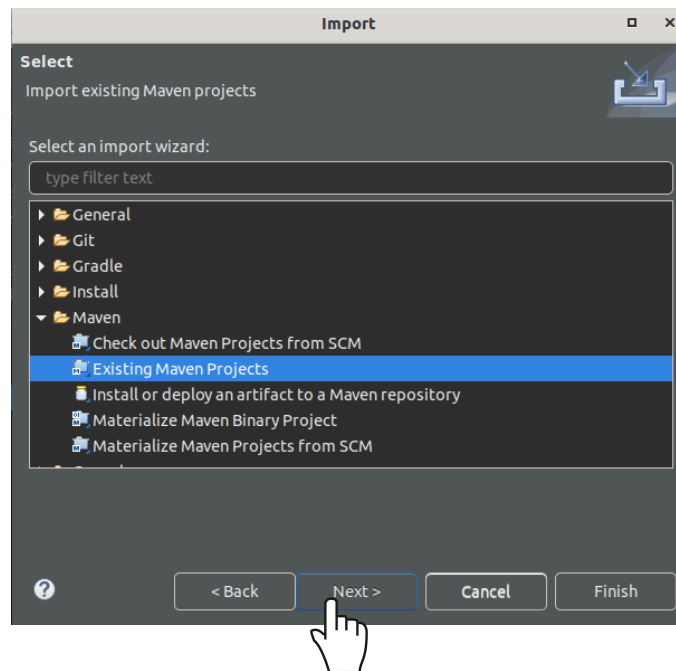 Import
Select
Import existing Maven projects
Select an import wizard:
type filter text
General
Git
Gradle
Install
Maven
Check out Maven Projects from SCM
Existing Maven Projects
Install or deploy an artifact to a Maven repository
Materialize Maven Binary Project
Materialize Maven Projects from SCM
< Back Next > Cancel Finish